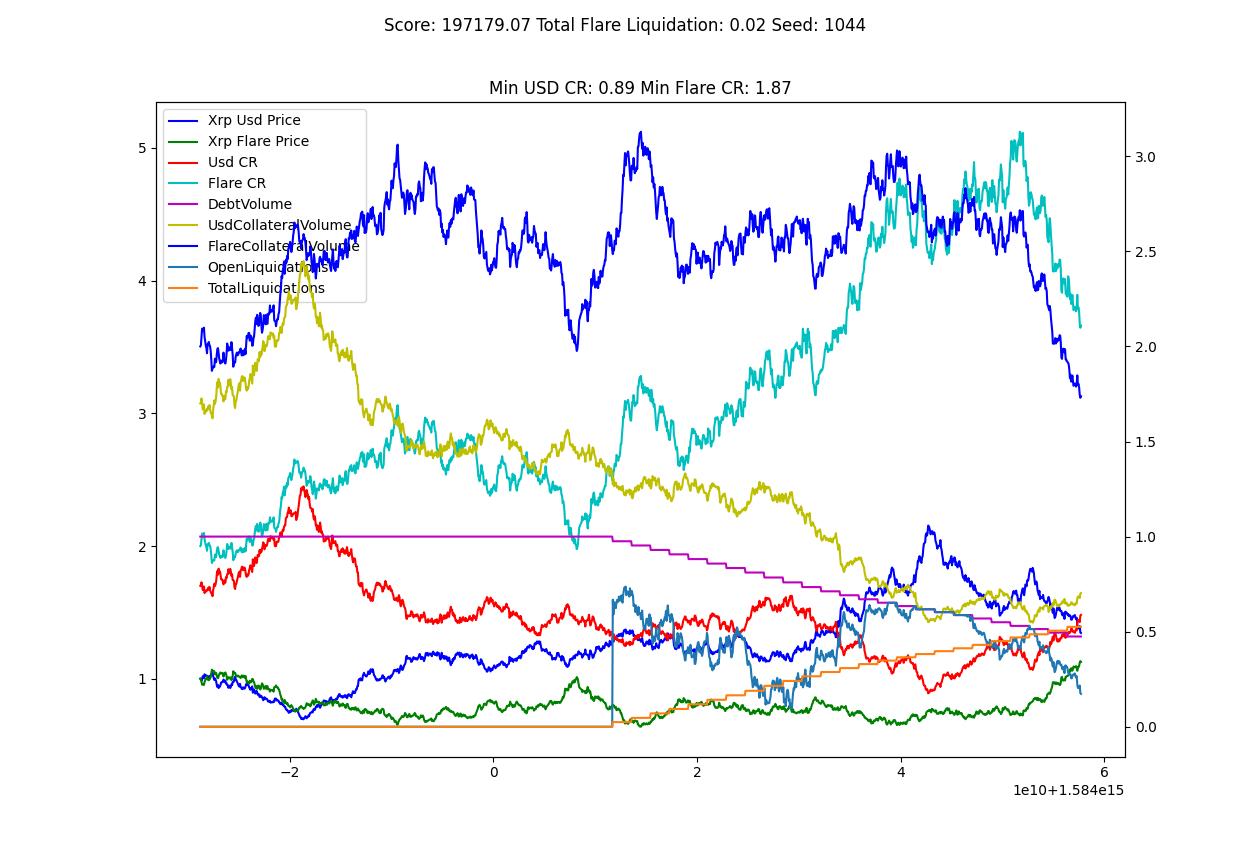 Score: 197179.07 Total Flare Liquidation: 0.02 Seed: 1044
Min USD CR: 0.89 Min Flare CR: 1.87
Xrp Usd Price
Xrp Flare Price
Usd CR
Flare CR
DebtVolume
UsdCollateralVolume
FlareCollateralVolume
OpenLiquidations
TotalLiquidations
5
4
3
2
1
3.0
2.5
2.0
1.5
1.0
0.5
0.0
−2
0
2
4
6
1e10+1.584e15